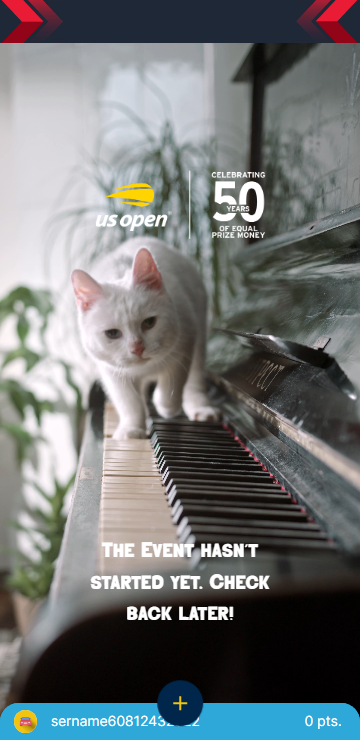 us open
CELEBRATING
50
YEARS
OF EQUAL
PRIZE MONEY
THE EVENT HASN'T
STARTED YET. CHECK
BACK LATER!
0 pts.